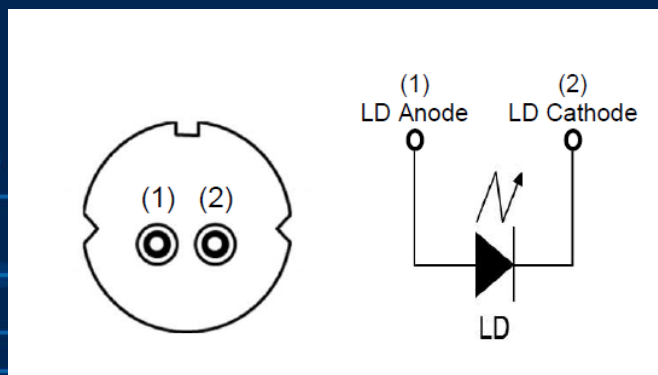 (1) (2)
(1)
LD Anode
(2)
LD Cathode
LD